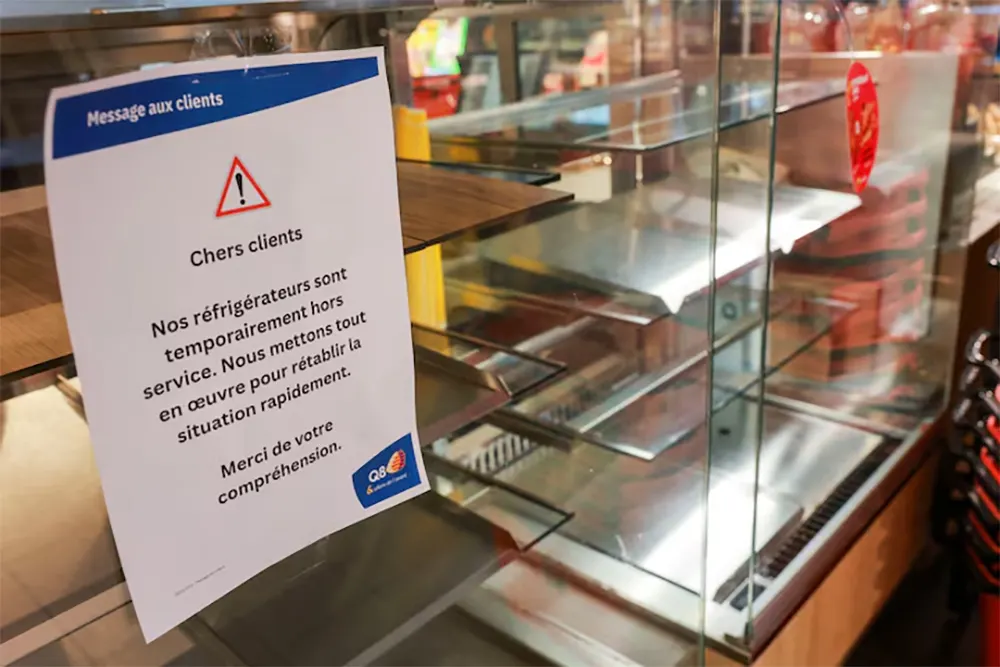 Message aux clients
Chers clients
Nos réfrigérateurs sont
temporairement hors
service. Nous mettons tout
en œuvre pour rétablir la
situation rapidement.
Merci de votre
compréhension.
Q8